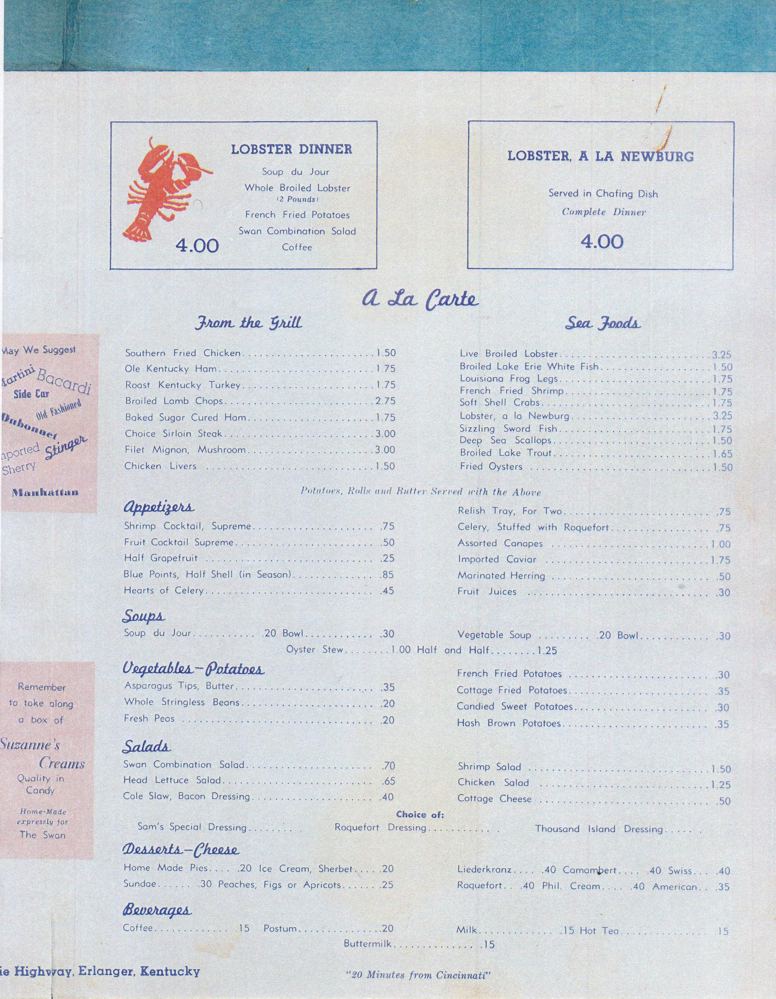 LOBSTER DINNER
Soup du Jour
Whole Broiled Lobster
(2 Pounds)
French Fried Potatoes
Swan Combination Salad
Coffee
4.00
LOBSTER, A LA NEWBURG
Served in Chafing Dish
Complete Dinner
4.00
A La Carte
From the Grill
Southern Fried Chicken 1.50
Ole Kentucky Ham 1.75
Roast Kentucky Turkey 1.75
Broiled Lamb Chops 2.75
Baked Sugar Cured Ham 1.75
Choice Sirloin Steak 3.00
Filet Mignon, Mushroom 3.00
Chicken Livers 1.50
Sea Foods
Live Broiled Lobster 3.25
Broiled Lake Erie White Fish 1.50
Louisiana Frog Legs 1.75
French Fried Shrimp 1.75
Soft Shell Crabs 1.75
Lobster, a la Newburg 3.25
Sizzling Sword Fish 1.75
Deep Sea Scallops 1.50
Broiled Lake Trout 1.65
Fried Oysters 1.50
Potatoes, Rolls and Butter Served with the Above
Appetizers
Shrimp Cocktail, Supreme .75
Fruit Cocktail Supreme .50
Half Grapefruit .25
Blue Points, Half Shell (in Season) .85
Hearts of Celery .45
Relish Tray, For Two .75
Celery, Stuffed with Roquefort .75
Assorted Canapes 1.00
Imported Caviar 1.75
Marinated Herring .50
Fruit Juices .30
Soups
Soup du Jour .20 Bowl .30
Vegetable Soup .20 Bowl .30
Oyster Stew 1.00 Half and Half 1.25
Vegetables—Potatoes
Asparagus Tips, Butter .35
Whole Stringless Beans .20
Fresh Peas .20
French Fried Potatoes .30
Cottage Fried Potatoes .35
Candied Sweet Potatoes .30
Hash Brown Potatoes .35
Salads
Swan Combination Salad .70
Head Lettuce Salad .65
Cole Slaw, Bacon Dressing .40
Shrimp Salad 1.50
Chicken Salad 1.25
Cottage Cheese .50
Choice of:
Sam's Special Dressing Roquefort Dressing Thousand Island Dressing
Desserts—Cheese
Home Made Pies .20 Ice Cream, Sherbet .20
Sundae .30 Peaches, Figs or Apricots .25
Liederkranz .40 Camambert .40 Swiss .40
Roquefort .40 Phil. Cream .40 American .35
Beverages
Coffee 15 Postum .20
Milk .15 Hot Tea 15
Buttermilk .15
May We Suggest
Martini
Bacardi
Side Car
Old Fashioned
Dubonnet
mported
Stinger
Sherry
Manhattan
Remember
to take along
a box of
Suzanne's
Creams
Quality in
Candy
Home-Made
expressly for
The Swan
ie Highway, Erlanger, Kentucky
"20 Minutes from Cincinnati"